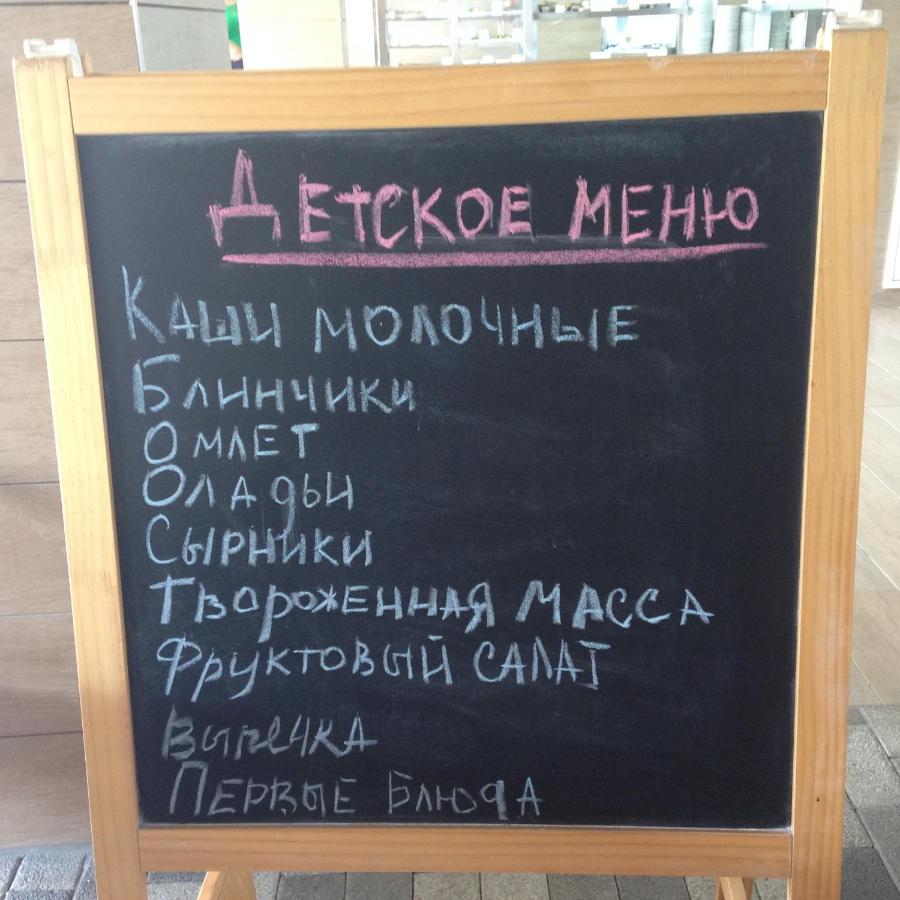 Детское меню
Каши молочные
Блинчики
Омлет
Оладьи
Сырники
Твороженная масса
Фруктовый салат
Выпечка
Первые блюда